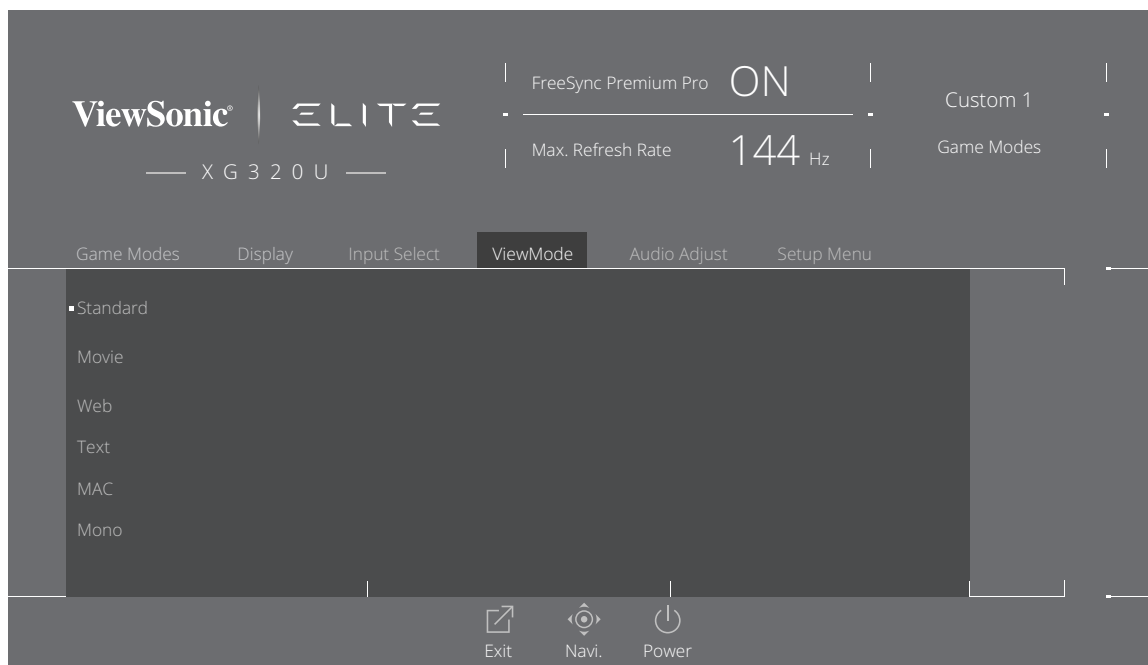 ViewSonic® ELITE
XG320U
FreeSync Premium Pro ON
Max. Refresh Rate 144 Hz
Custom 1
Game Modes
Game Modes Display Input Select ViewMode Audio Adjust Setup Menu
Standard
Movie
Web
Text
MAC
Mono
Exit Navi. Power